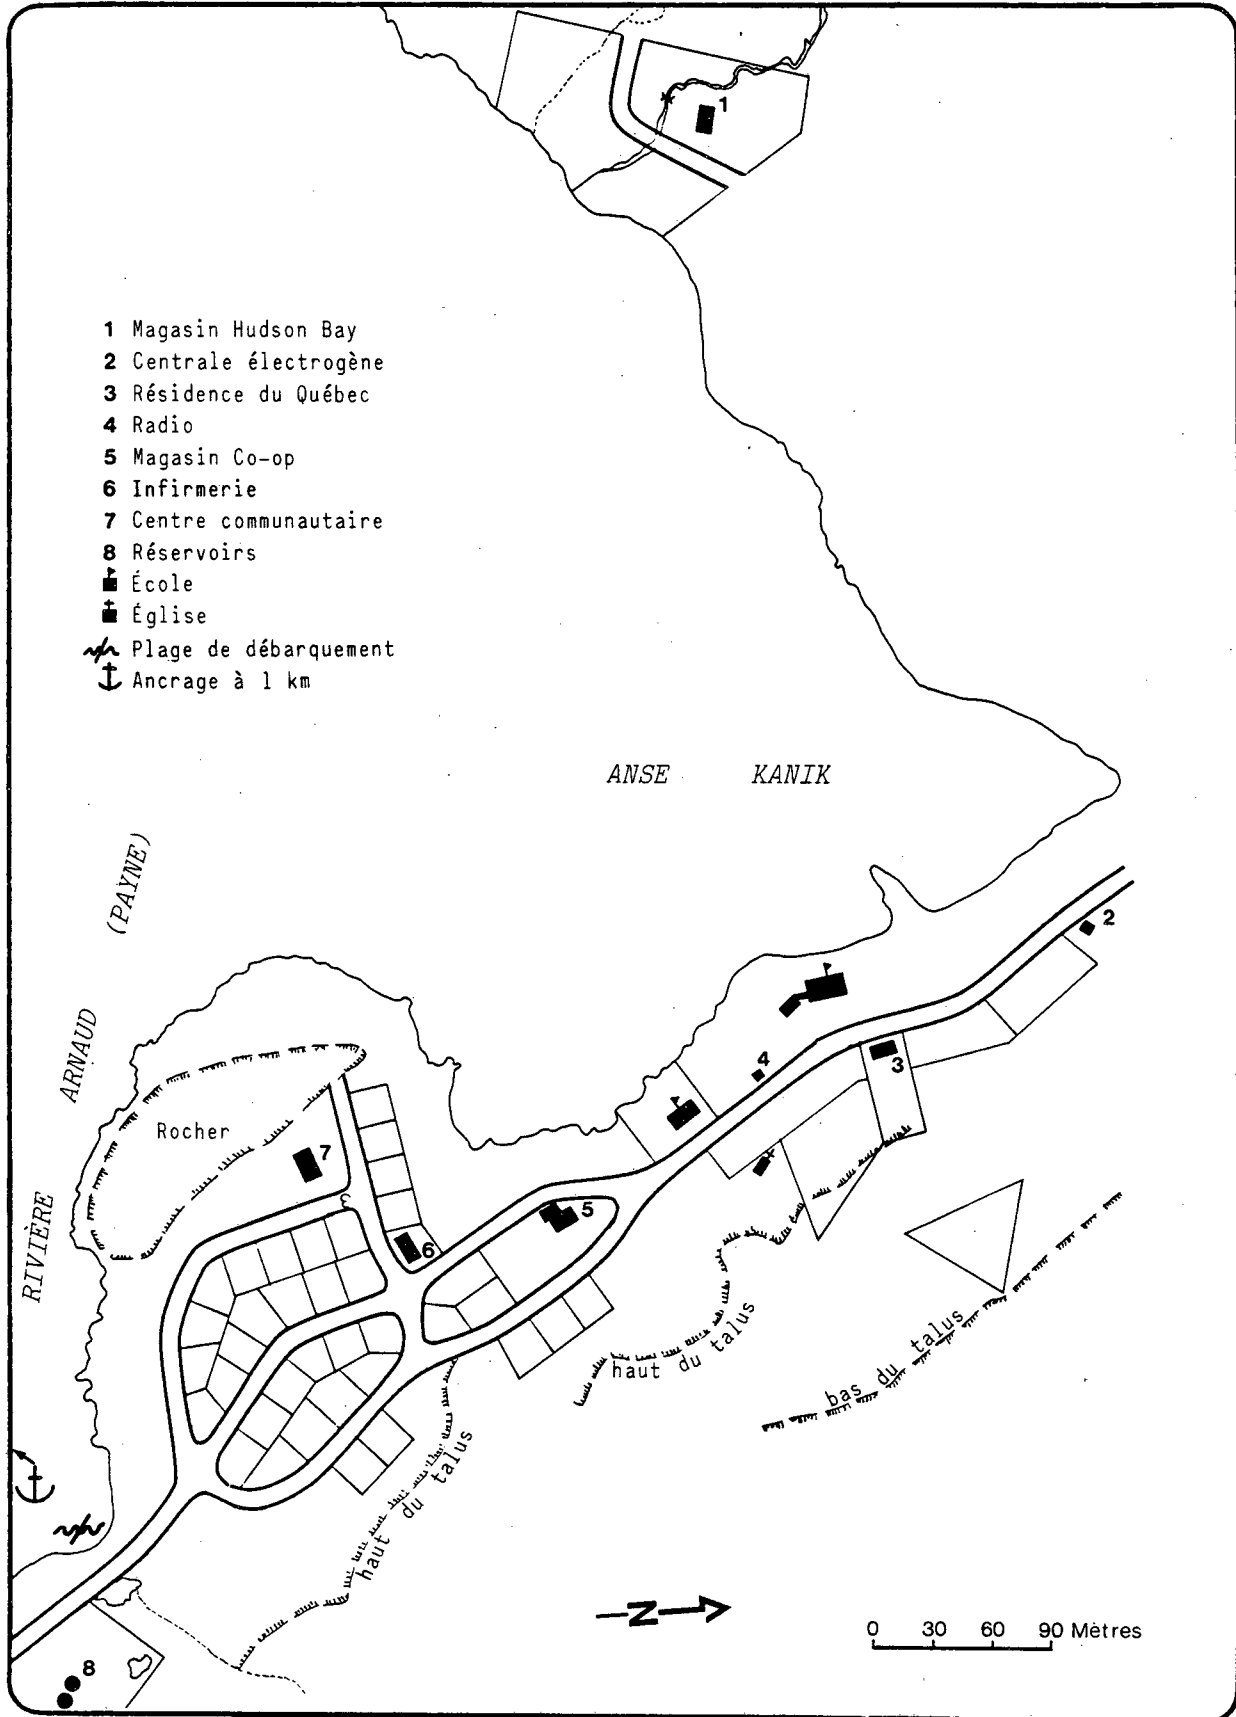 1
1 Magasin Hudson Bay
2 Centrale électrogène
3 Résidence du Québec
4 Radio
5 Magasin Co-op
6 Infirmerie
7 Centre communautaire
8 Réservoirs
École
Église
Plage de débarquement
Ancrage à 1 km
ANSE KANIK
RIVIÈRE ARNAUD (PAYNE)
2
3
4
Rocher
7
5
6
haut du talus
bas du talus
haut du talus
N
0 30 60 90 Mètres
8